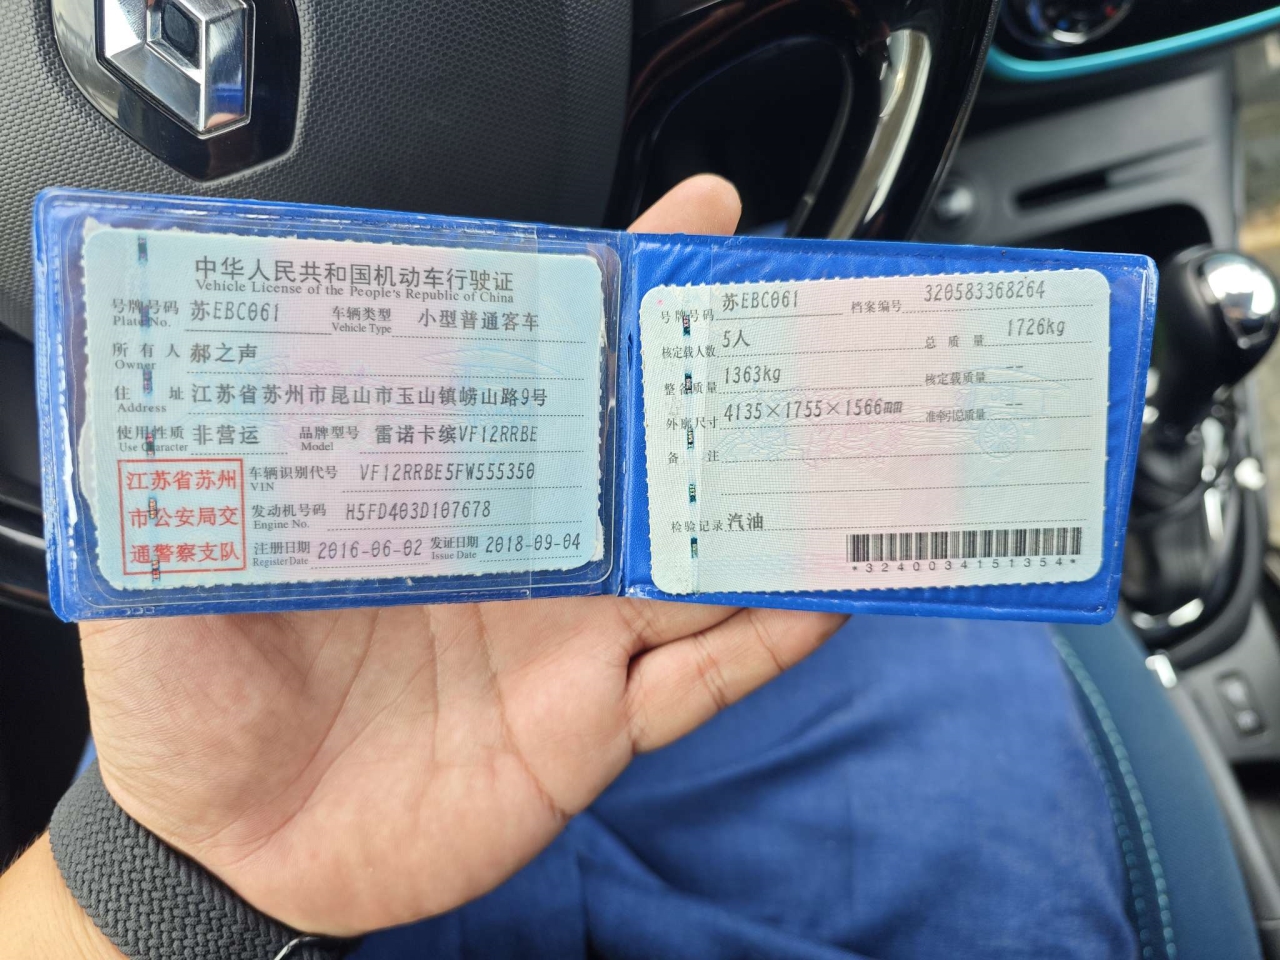 中华人民共和国机动车行驶证
Vehicle License of the People's Republic of China
号牌号码 苏EBC061 车辆类型 小型普通客车
Plate No. Vehicle Type
所有人 郝之声
Owner
住址 江苏省苏州市昆山市玉山镇崂山路9号
Address
使用性质 非营运 品牌型号 雷诺卡缤VF12RRBE
Use Character Model
江苏省苏州
市公安局交
通警察支队
车辆识别代号 VF12RRBE5FW555350
VIN
发动机号码 H5FD403D107678
Engine No.
注册日期 2016-06-02 发证日期 2018-09-04
Register Date Issue Date
号牌号码 苏EBC061 档案编号 320583368264
核定载人数 5人 总质量 1726kg
整备质量 1363kg 核定载质量 --
外廓尺寸 4135×1755×1566mm 准牵引总质量 --
备注
检验记录 汽油
*3240034151354*